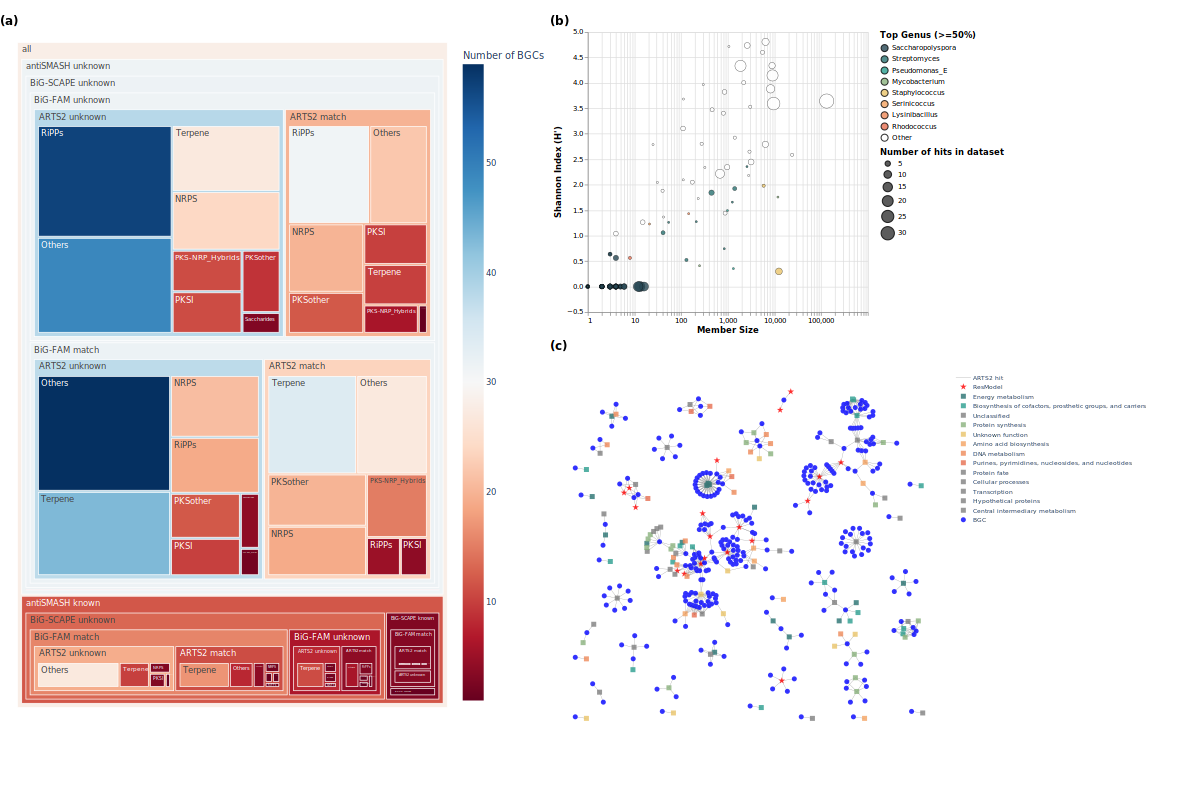 (a)
all
antiSMASH unknown
BiG-SCAPE unknown
BiG-FAM unknown
ARTS2 unknown
RiPPs
Terpene
NRPS
Others
PKS-NRP_Hybrids
PKSother
PKSI
Saccharides
ARTS2 match
RiPPs
Others
NRPS
PKSI
Terpene
PKSother
PKS-NRP_Hybrids
BiG-FAM match
ARTS2 unknown
Others
NRPS
RiPPs
Terpene
PKSother
PKSI
ARTS2 match
Terpene
Others
PKSother
PKS-NRP_Hybrids
NRPS
RiPPs
PKSI
antiSMASH known
BiG-SCAPE unknown
BiG-FAM match
ARTS2 unknown
Others
Terpene
NRPS
PKSI
ARTS2 match
Terpene
Others
NRPS
BiG-FAM unknown
ARTS2 unknown
Terpene
ARTS2 match
BiG-SCAPE known
BiG-FAM match
ARTS2 match
ARTS2 unknown
Number of BGCs
50
40
30
20
10
(b)
Shannon Index (H')
5.0
4.5
4.0
3.5
3.0
2.5
2.0
1.5
1.0
0.5
0.0
−0.5
1
10
100
1,000
10,000
100,000
Member Size
Top Genus (>=50%)
Saccharopolyspora
Streptomyces
Pseudomonas_E
Mycobacterium
Staphylococcus
Serinicoccus
Lysinibacillus
Rhodococcus
Other
Number of hits in dataset
5
10
15
20
25
30
(c)
ARTS2 hit
ResModel
Energy metabolism
Biosynthesis of cofactors, prosthetic groups, and carriers
Unclassified
Protein synthesis
Unknown function
Amino acid biosynthesis
DNA metabolism
Purines, pyrimidines, nucleosides, and nucleotides
Protein fate
Cellular processes
Transcription
Hypothetical proteins
Central intermediary metabolism
BGC